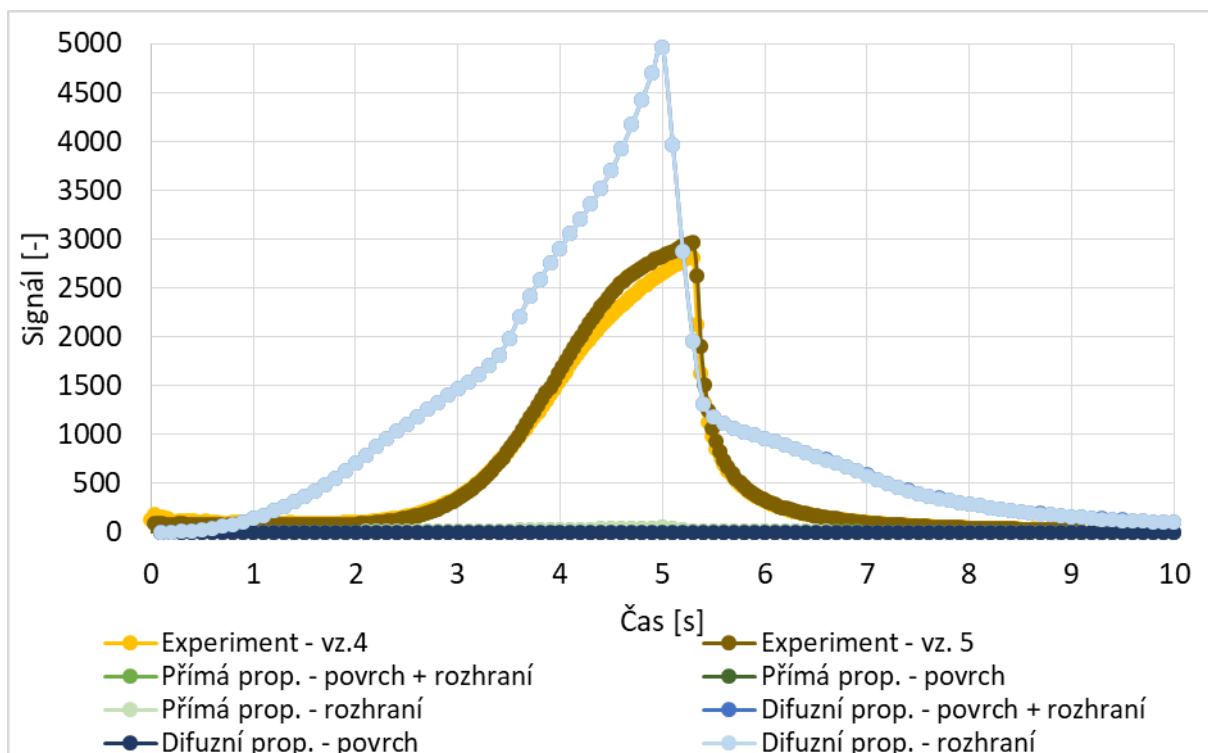 5000
4500
4000
3500
3000
2500
2000
1500
1000
500
0
Signál [-]
0 1 2 3 4 5 6 7 8 9 10
Čas [s]
Experiment - vz.4 Experiment - vz. 5
Přímá prop. - povrch + rozhraní Přímá prop. - povrch
Přímá prop. - rozhraní Difuzní prop. - povrch + rozhraní
Difuzní prop. - povrch Difuzní prop. - rozhraní